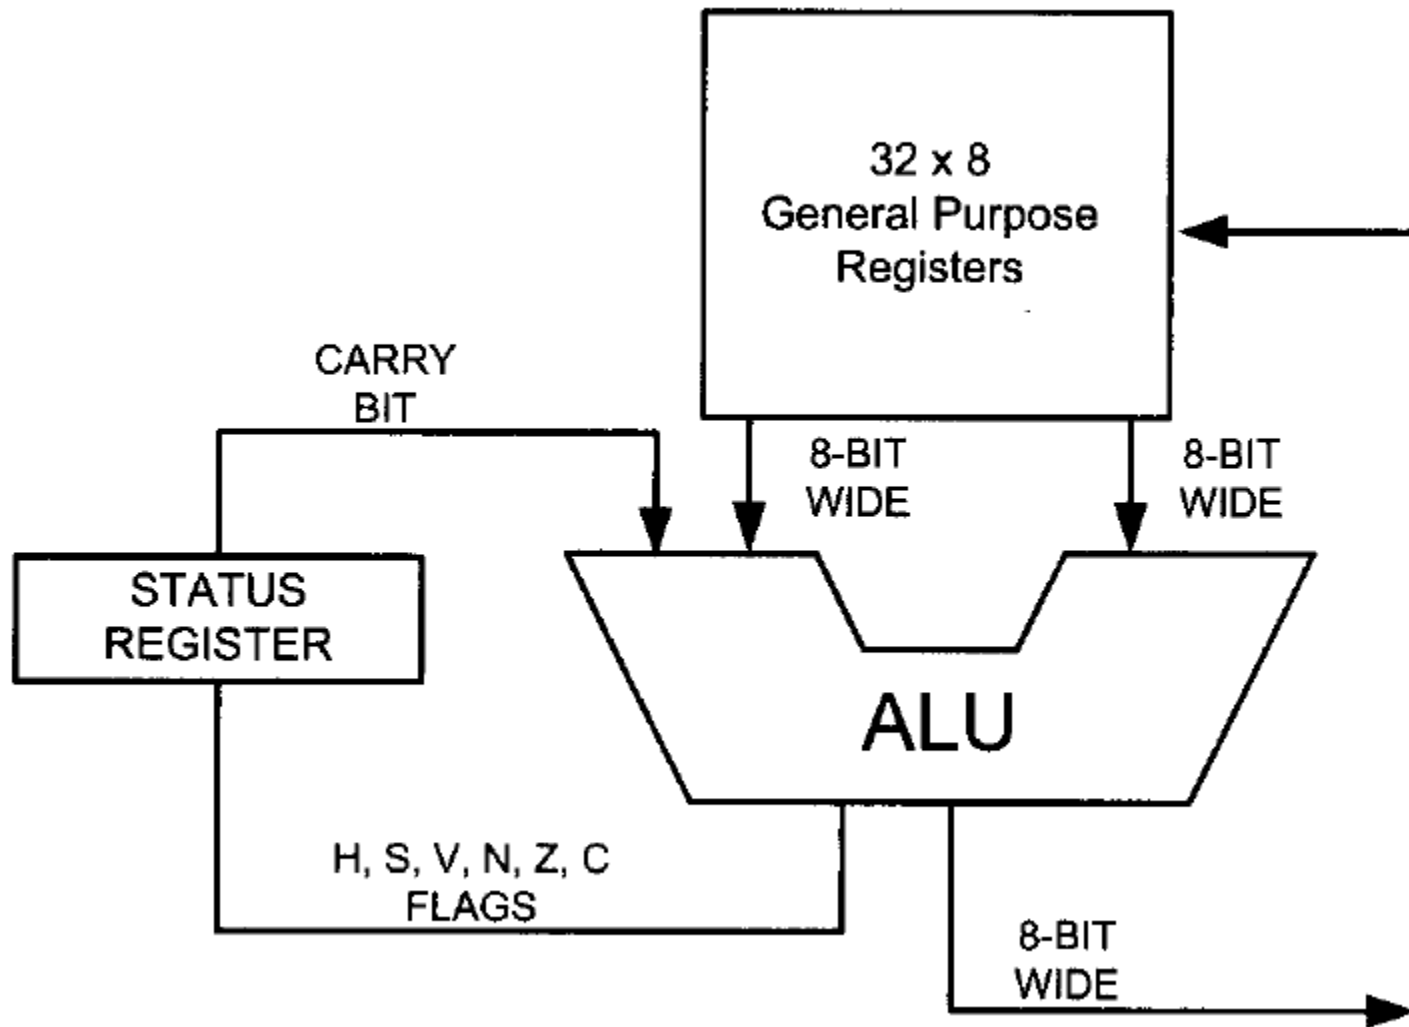 32 x 8
General Purpose
Registers
CARRY
BIT
8-BIT
WIDE
8-BIT
WIDE
STATUS
REGISTER
ALU
H, S, V, N, Z, C
FLAGS
8-BIT
WIDE